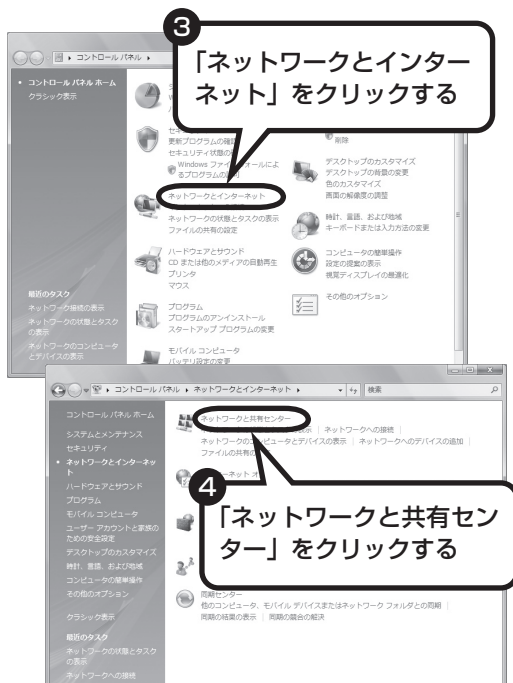 3
「ネットワークとインター
ネット」をクリックする
コントロール パネル
コントロール パネル ホーム
クラシック表示
更新プログラムの確認
セキュリティ状態の
Windows ファイアウォールによ
るプログラムの許可
ネットワークとインターネット
ネットワークの状態とタスクの表示
ファイルの共有の設定
ハードウェアとサウンド
CD または他のメディアの自動再生
プリンタ
マウス
プログラム
プログラムのアンインストール
スタートアップ プログラムの変更
モバイル コンピュータ
バッテリ設定の変更
削除
デスクトップのカスタマイズ
デスクトップの背景の変更
色のカスタマイズ
画面の解像度の調整
時計、言語、および地域
キーボードまたは入力方法の変更
コンピュータの簡単操作
設定の提案の表示
視覚ディスプレイの最適化
その他のオプション
最近のタスク
ネットワーク接続の表示
ネットワークの状態とタスク
の表示
ネットワークのコンピュータ
とデバイスの表示
コントロール パネル ▸ ネットワークとインターネット
検索
コントロール パネル ホーム
システムとメンテナンス
セキュリティ
ネットワークとインターネッ
ト
ハードウェアとサウンド
プログラム
モバイル コンピュータ
ユーザー アカウントと家族の
ための安全設定
デスクトップのカスタマイズ
時計、言語、および地域
コンピュータの簡単操作
その他のオプション
クラシック表示
最近のタスク
ネットワークの状態とタスク
の表示
ネットワークへの接続
ネットワークと共有センター
表示 | ネットワークへの接続
ネットワークのコンピュータとデバイスの表示 | ネットワークへのデバイスの追加
ファイルの共有の
4
「ネットワークと共有セン
ター」をクリックする
同期センター
他のコンピュータ、モバイル デバイスまたはネットワーク フォルダとの同期
同期の結果の表示 | 同期の競合の解決